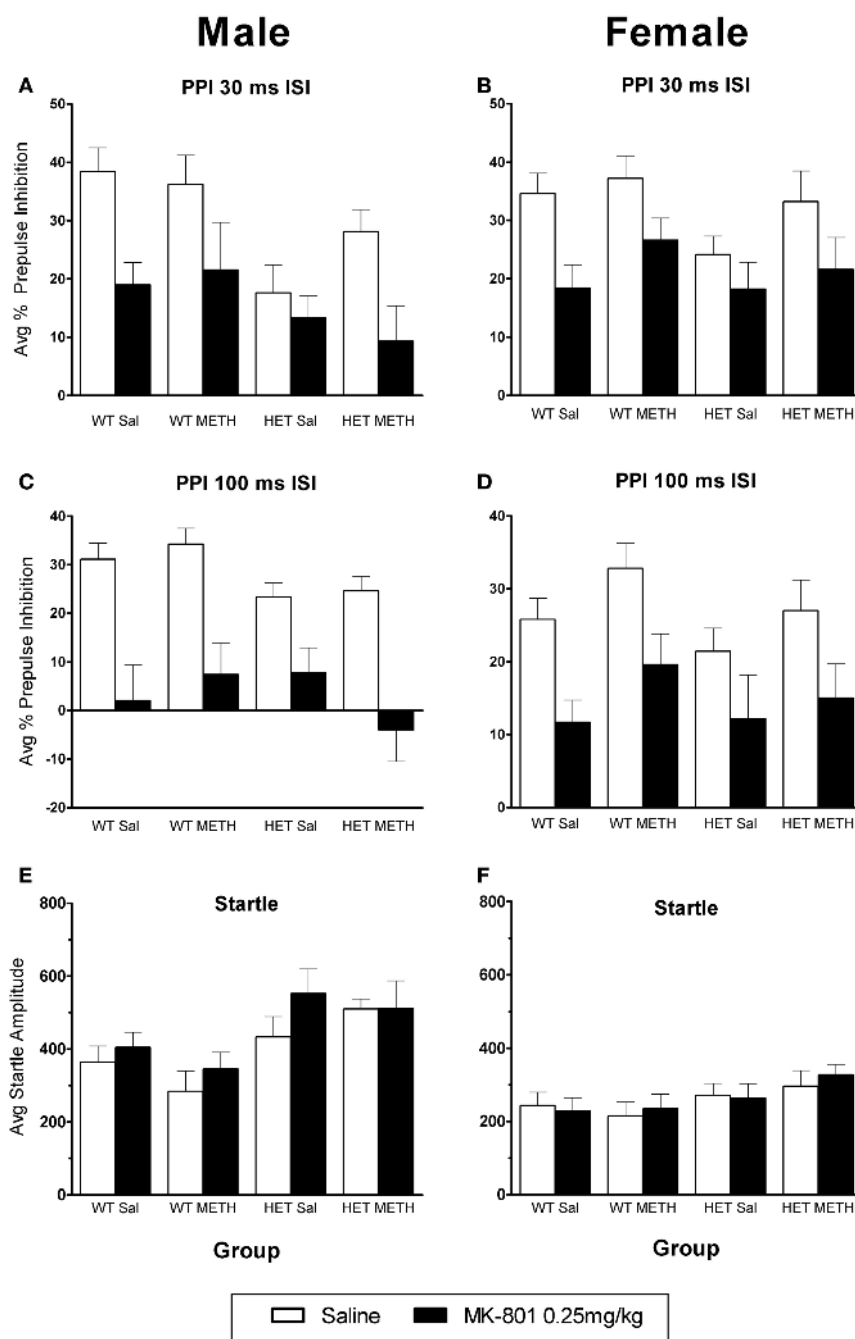 Male Female
A PPI 30 ms ISI
B PPI 30 ms ISI
Avg % Prepulse Inhibition
50
40
30
20
10
0
WT Sal WT METH HET Sal HET METH
50
40
30
20
10
0
WT Sal WT METH HET Sal HET METH
C PPI 100 ms ISI
D PPI 100 ms ISI
Avg % Prepulse Inhibition
40
30
20
10
0
-10
-20
WT Sal WT METH HET Sal HET METH
40
30
20
10
0
WT Sal WT METH HET Sal HET METH
E Startle
F Startle
Avg Startle Amplitude
800
600
400
200
0
WT Sal WT METH HET Sal HET METH
Group
800
600
400
200
0
WT Sal WT METH HET Sal HET METH
Group
Saline MK-801 0.25mg/kg